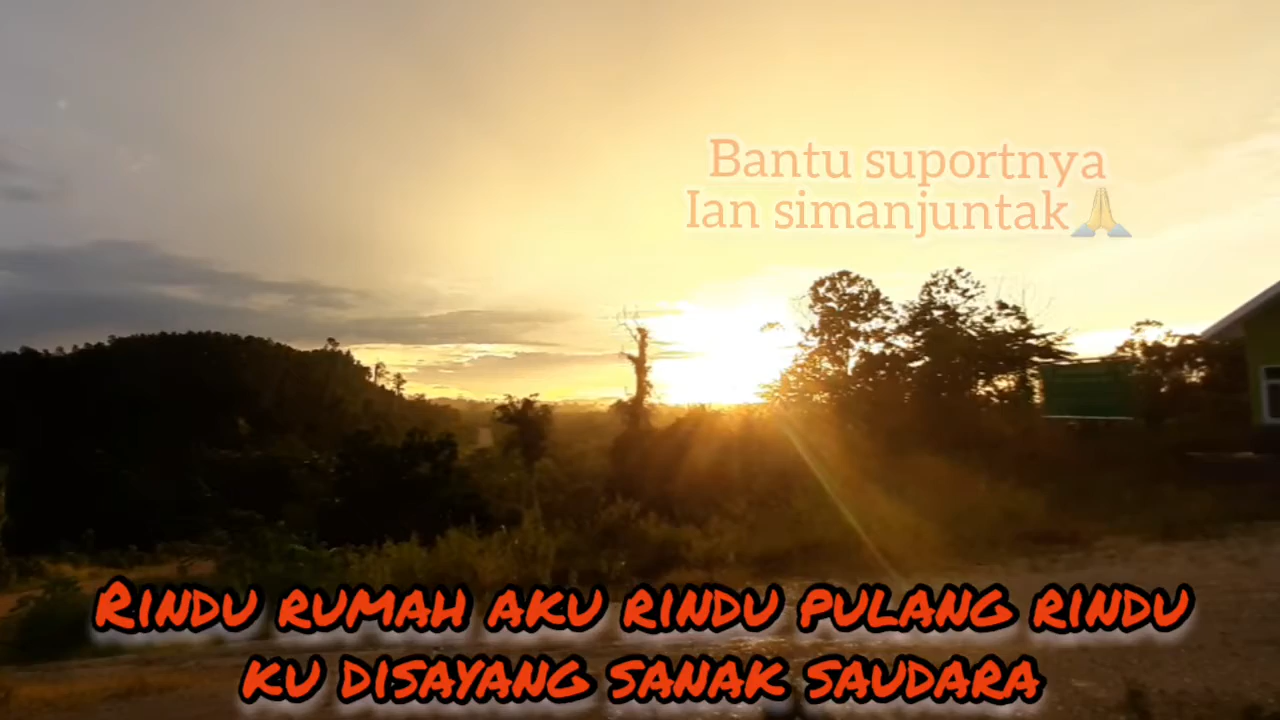 Bantu suportnya
Ian simanjuntak🙏
RINDU RUMAH AKU RINDU PULANG RINDU
KU DISAYANG SANAK SAUDARA